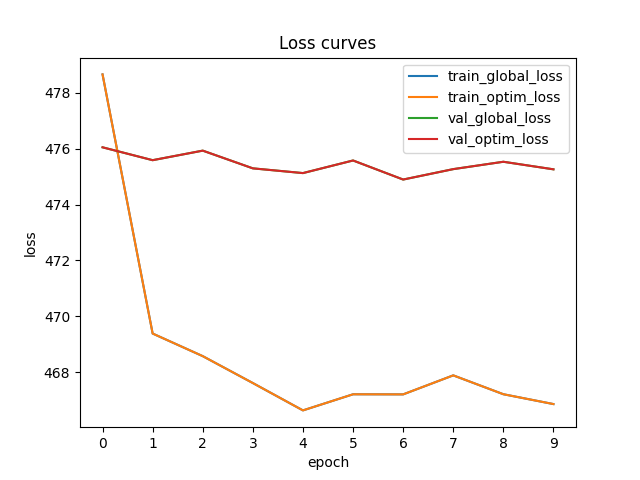 Loss curves
train_global_loss
train_optim_loss
val_global_loss
val_optim_loss
478
476
474
472
470
468
loss
0 1 2 3 4 5 6 7 8 9
epoch